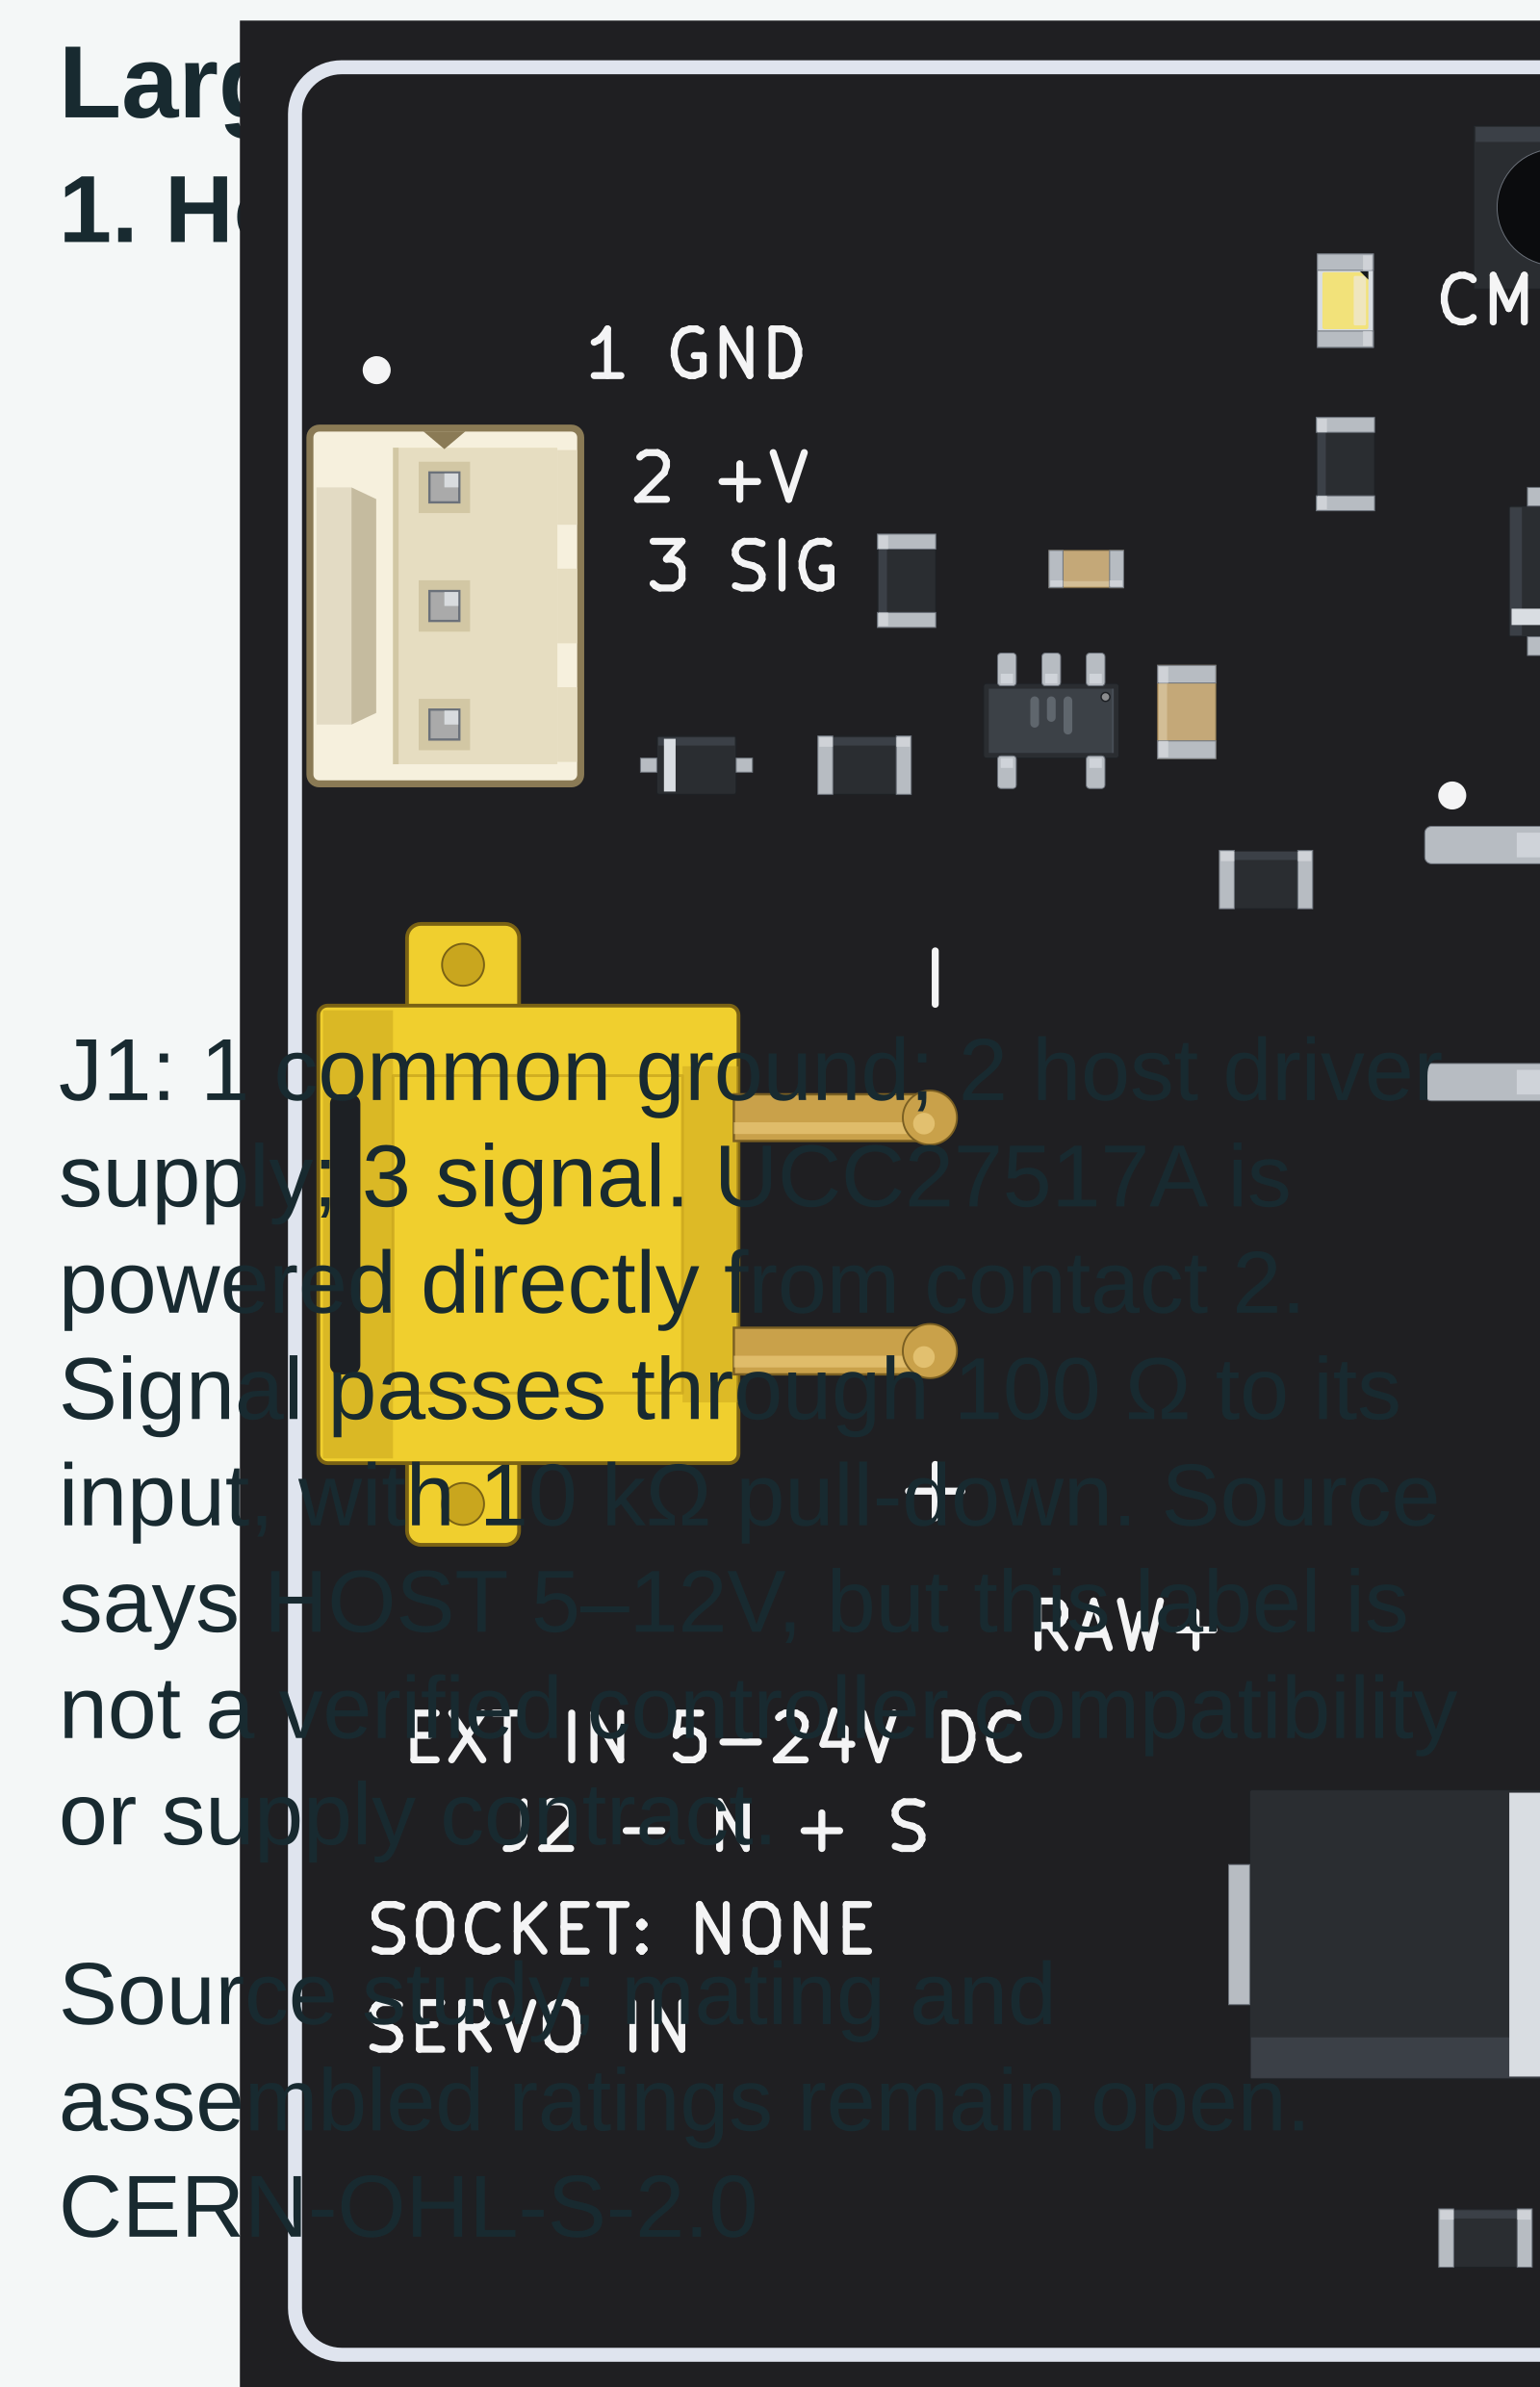 Larg
1. H
CM
1 GND
2 +V
3 SIG
J1: 1 common ground; 2 host driver
supply; 3 signal. UCC27517A is
powered directly from contact 2.
Signal passes through 100 Ω to its
input, with 10 kΩ pull-down. Source
says HOST 5–12V, but this label is
not a verified controller compatibility
or supply contract.
Source study; mating and
assembled ratings remain open.
CERN-OHL-S-2.0
–
+
RAW+
EXT IN 5–24V DC
J2 – N + S
SOCKET: NONE
SERVO IN